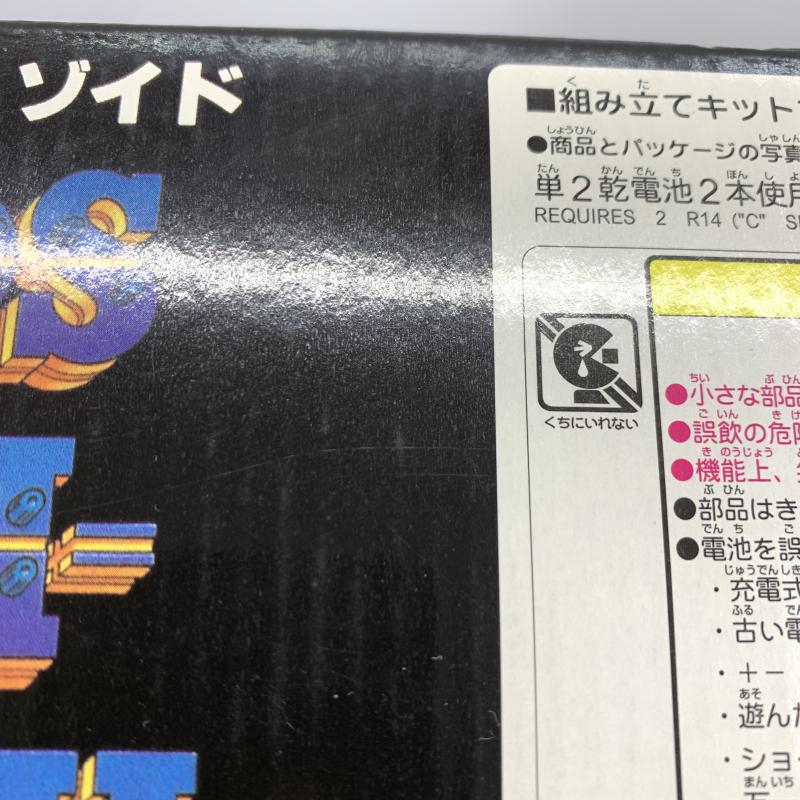 ゾイド
S
■組み立てキット
●商品とパッケージの写真
単2乾電池2本使用
REQUIRES 2 R14 ("C"
くちにいれない
●小さな部品
●誤飲の危険
●機能上、
●部品はき
●電池を誤
・充電式
・古い電
・+−
・遊んだ
・ショー